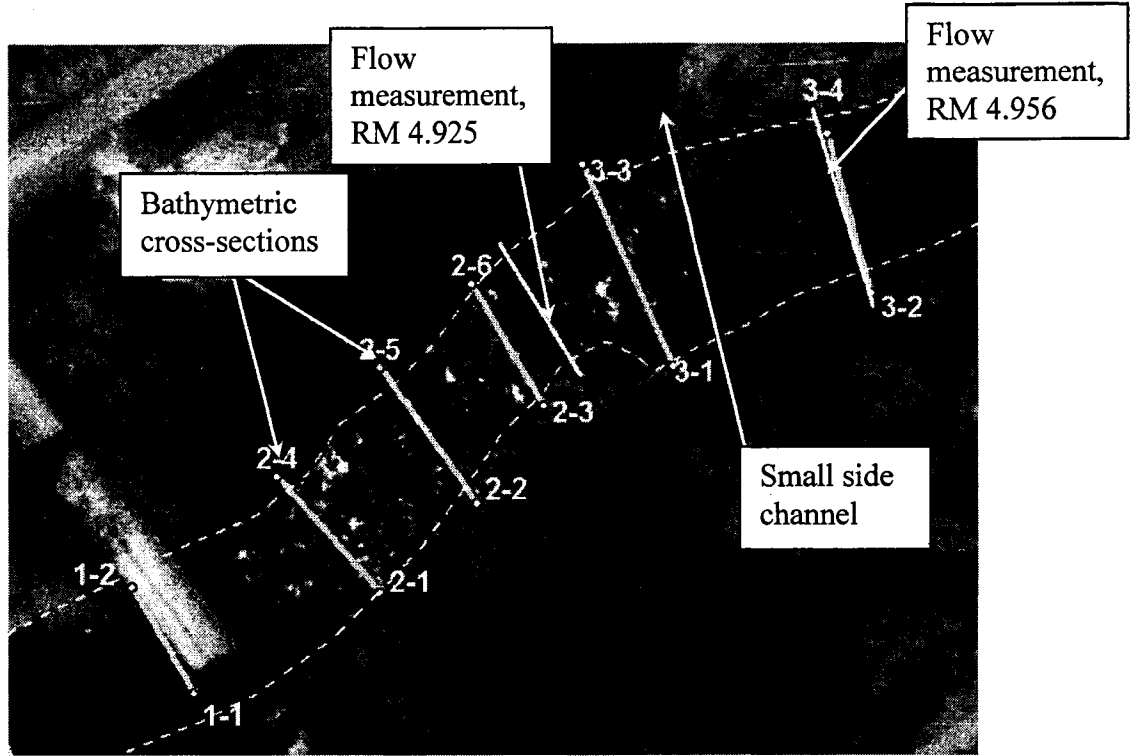 Flow
measurement,
RM 4.925
Flow
measurement,
RM 4.956
3-4
3-3
Bathymetric
cross-sections
2-6
3-2
2-5
3-1
2-3
2-4
Small side
channel
2-2
1-2
2-1
1-1